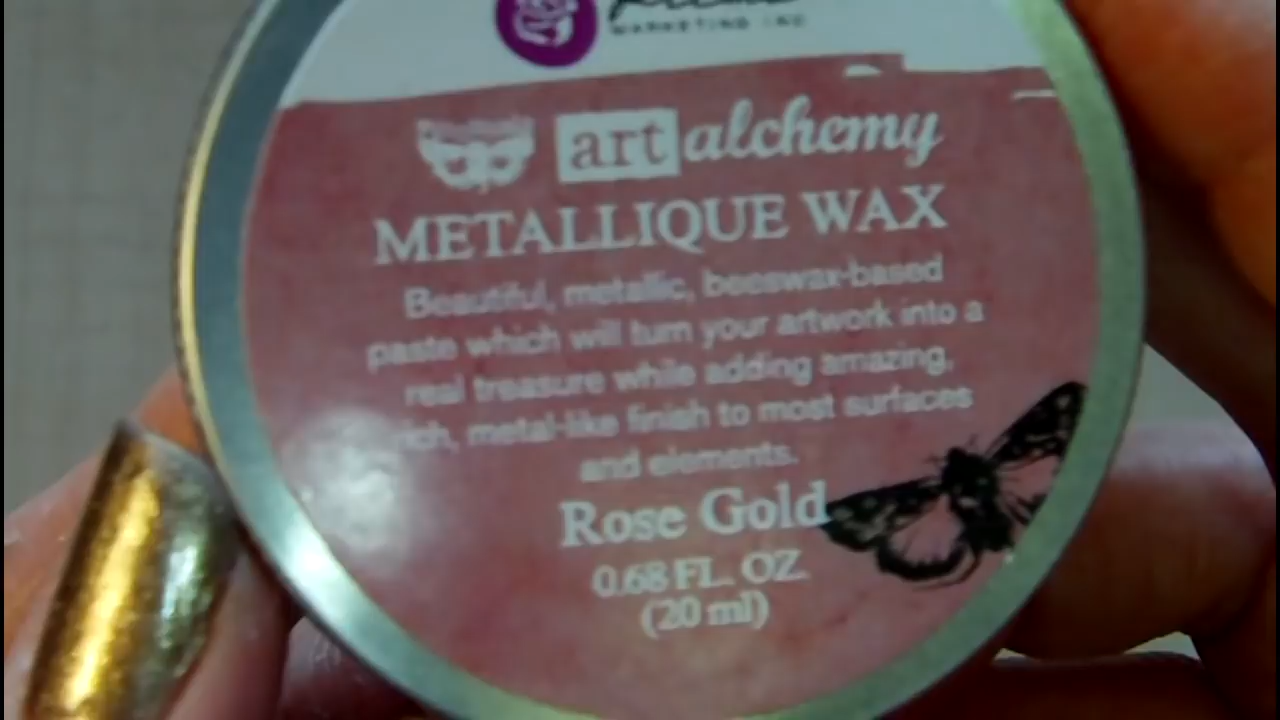 MARKETING INC
art alchemy
METALLIQUE WAX
Beautiful, metallic, beeswax-based
paste which will turn your artwork into a
real treasure while adding amazing,
rich, metal-like finish to most surfaces
and elements.
Rose Gold
0.68 FL. OZ.
(20 ml)